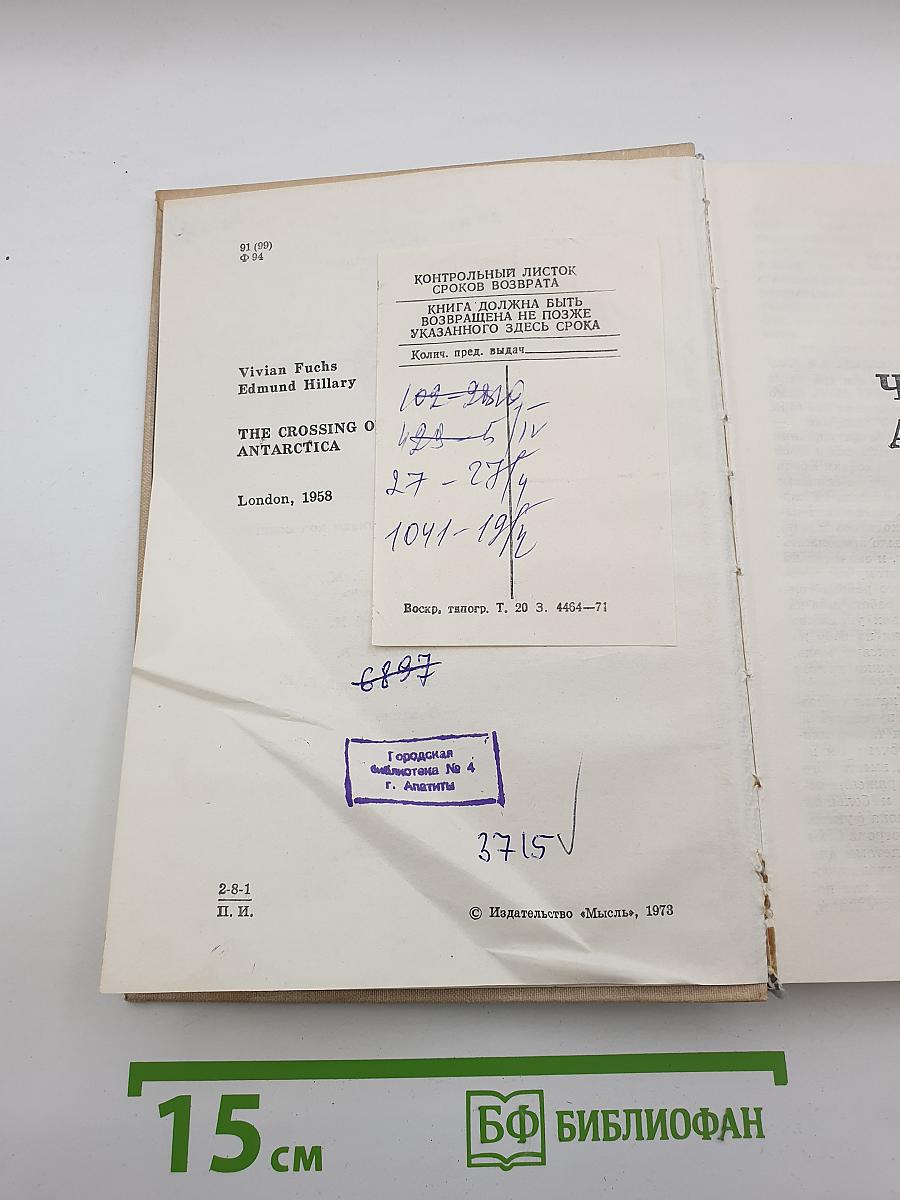 91 (99)
Ф 94
Vivian Fuchs
Edmund Hillary
THE CROSSING O
ANTARCTICA
London, 1958
КОНТРОЛЬНЫЙ ЛИСТОК
СРОКОВ ВОЗВРАТА
КНИГА ДОЛЖНА БЫТЬ
ВОЗВРАЩЕНА НЕ ПОЗЖЕ
УКАЗАННОГО ЗДЕСЬ СРОКА
Колич. пред. выдач
27 - 27/4
1041 - 19/
Воскр. типогр. Т. 20 З. 4464—71
6897
Городская
библиотека № 4
г. Апатиты
3715
2-8-1
П. И.
© Издательство «Мысль», 1973
Ч
А
15 см
БФ БИБЛИОФАН